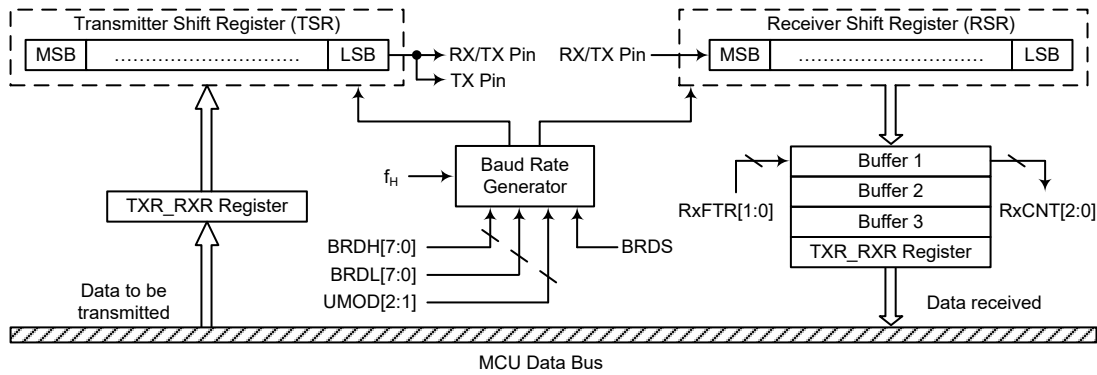 Transmitter Shift Register (TSR)
MSB ………………………… LSB
RX/TX Pin
TX Pin
Receiver Shift Register (RSR)
RX/TX Pin
MSB ………………………… LSB
fH
Baud Rate
Generator
Buffer 1
Buffer 2
Buffer 3
TXR_RXR Register
RxFTR[1:0]
RxCNT[2:0]
TXR_RXR Register
BRDH[7:0]
BRDL[7:0]
UMOD[2:1]
BRDS
Data to be
transmitted
Data received
MCU Data Bus